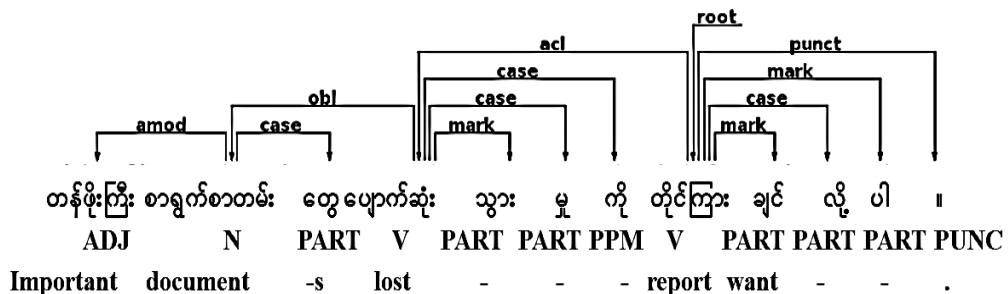 root
acl punct
case mark
obl case case
amod case mark mark
တန်ဖိုးကြီး စာရွက်စာတမ်း တွေ ပျောက်ဆုံး သွား မှု ကို တိုင်ကြား ချင် လို့ ပါ ။
ADJ N PART V PART PART PPM V PART PART PART PUNC
Important document -s lost - - - report want - - .